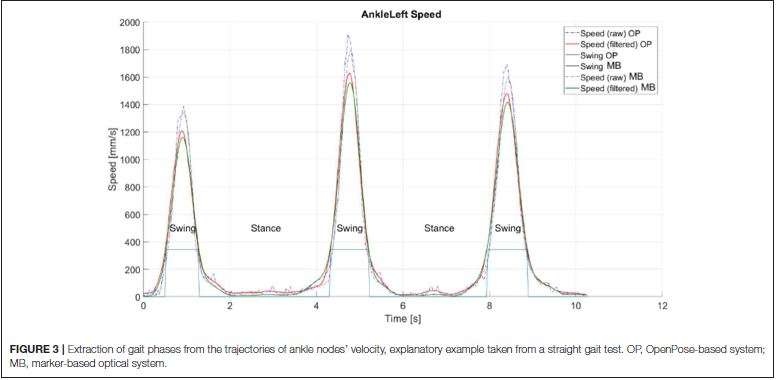 AnkleLeft Speed
2000
1800
1600
1400
1200
1000
800
600
400
200
0
Speed [mm/s]
Speed (raw) OP
Speed (filtered) OP
Swing OP
Swing MB
Speed (raw) MB
Speed (filtered) MB
Swing Stance Swing Stance Swing
0 2 4 6 8 10 12
Time [s]
FIGURE 3 | Extraction of gait phases from the trajectories of ankle nodes' velocity, explanatory example taken from a straight gait test. OP, OpenPose-based system;
MB, marker-based optical system.